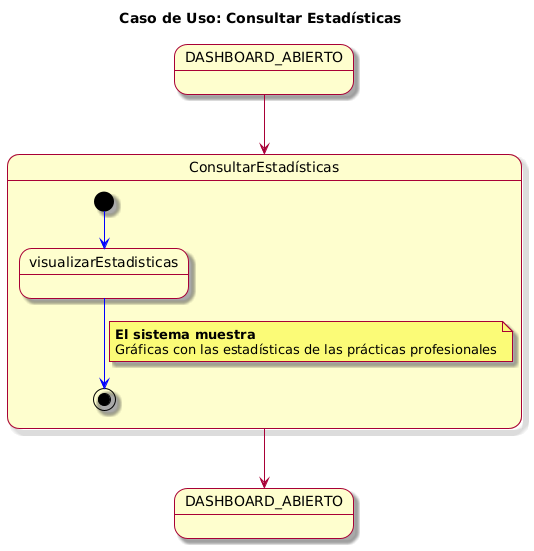 Caso de Uso: Consultar Estadísticas
DASHBOARD_ABIERTO
ConsultarEstadísticas
visualizarEstadisticas
El sistema muestra
Gráficas con las estadísticas de las prácticas profesionales
DASHBOARD_ABIERTO